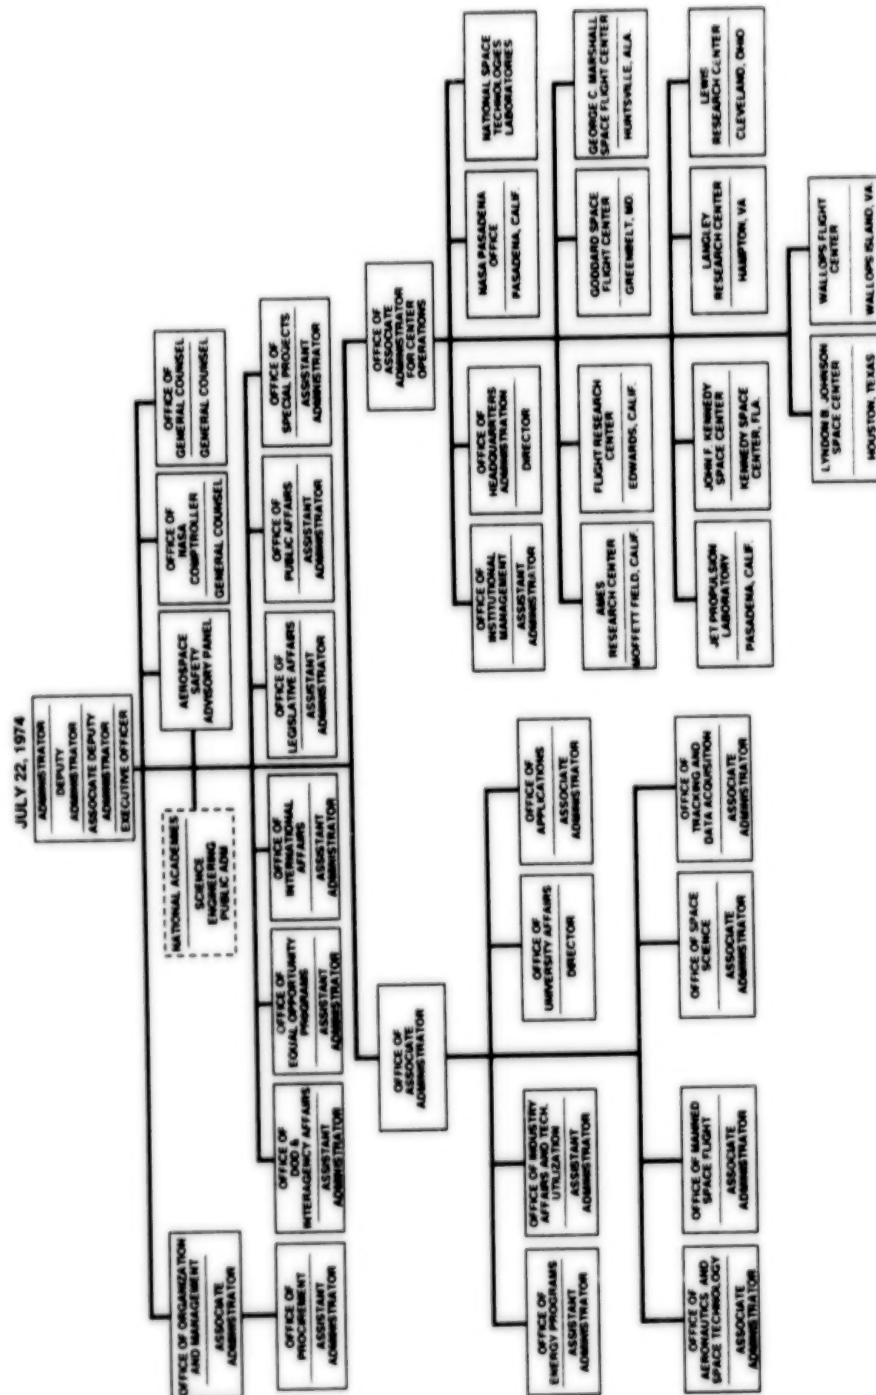 JULY 22, 1974
ADMINISTRATOR
DEPUTY
ADMINISTRATOR
ASSOCIATE DEPUTY
ADMINISTRATOR
EXECUTIVE OFFICER
OFFICE OF ORGANIZATION
AND MANAGEMENT
ASSOCIATE
ADMINISTRATOR
NATIONAL ACADEMIES
SCIENCE
ENGINEERING
PUBLIC ADM
AEROSPACE
SAFETY
ADVISORY PANEL
OFFICE OF
NASA
COMPTROLLER
GENERAL COUNSEL
OFFICE OF
GENERAL COUNSEL
GENERAL COUNSEL
OFFICE OF
PROCUREMENT
ASSISTANT
ADMINISTRATOR
OFFICE OF
DOD &
INTERAGENCY AFFAIRS
ASSISTANT
ADMINISTRATOR
OFFICE OF
EQUAL OPPORTUNITY
PROGRAMS
ASSISTANT
ADMINISTRATOR
OFFICE OF
INTERNATIONAL
AFFAIRS
ASSISTANT
ADMINISTRATOR
OFFICE OF
LEGISLATIVE AFFAIRS
ASSISTANT
ADMINISTRATOR
OFFICE OF
PUBLIC AFFAIRS
ASSISTANT
ADMINISTRATOR
OFFICE OF
SPECIAL PROJECTS
ASSISTANT
ADMINISTRATOR
OFFICE OF
ASSOCIATE
ADMINISTRATOR
OFFICE OF
ASSOCIATE
ADMINISTRATOR
FOR CENTER
OPERATIONS
OFFICE OF
ENERGY PROGRAMS
ASSISTANT
ADMINISTRATOR
OFFICE OF INDUSTRY
AFFAIRS AND TECH.
UTILIZATION
ASSISTANT
ADMINISTRATOR
OFFICE OF
UNIVERSITY AFFAIRS
DIRECTOR
OFFICE OF
APPLICATIONS
ASSOCIATE
ADMINISTRATOR
OFFICE OF
AERONAUTICS AND
SPACE TECHNOLOGY
ASSOCIATE
ADMINISTRATOR
OFFICE OF MANNED
SPACE FLIGHT
ASSOCIATE
ADMINISTRATOR
OFFICE OF SPACE
SCIENCE
ASSOCIATE
ADMINISTRATOR
OFFICE OF
TRACKING AND
DATA ACQUISITION
ASSOCIATE
ADMINISTRATOR
OFFICE OF
INSTITUTIONAL
MANAGEMENT
ASSISTANT
ADMINISTRATOR
OFFICE OF
HEADQUARTERS
ADMINISTRATION
DIRECTOR
NASA PASADENA
OFFICE
PASADENA, CALIF.
NATIONAL SPACE
TECHNOLOGIES
LABORATORIES
AMES
RESEARCH CENTER
MOFFETT FIELD, CALIF.
FLIGHT RESEARCH
CENTER
EDWARDS, CALIF.
GODDARD SPACE
FLIGHT CENTER
GREENBELT, MD.
GEORGE C. MARSHALL
SPACE FLIGHT CENTER
HUNTSVILLE, ALA.
JET PROPULSION
LABORATORY
PASADENA, CALIF.
JOHN F. KENNEDY
SPACE CENTER
KENNEDY SPACE
CENTER, FLA.
LANGLEY
RESEARCH CENTER
HAMPTON, VA
LEWIS
RESEARCH CENTER
CLEVELAND, OHIO
LYNDON B. JOHNSON
SPACE CENTER
HOUSTON, TEXAS
WALLOPS FLIGHT
CENTER
WALLOPS ISLAND, VA.